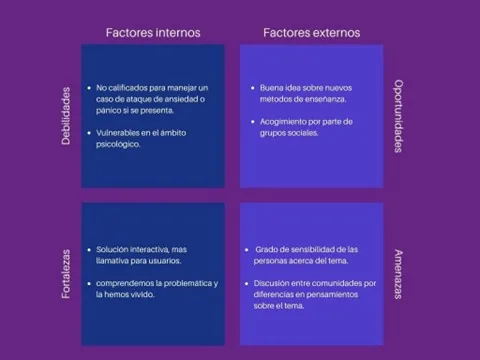 Factores internos
Factores externos
Debilidades
No calificados para manejar un
caso de ataque de ansiedad o
pánico si se presenta.
Vulnerables en el ámbito
psicológico.
Buena idea sobre nuevos
métodos de enseñanza.
Acogimiento por parte de
grupos sociales.
Oportunidades
Fortalezas
Solución interactiva, mas
llamativa para usuarios.
comprendemos la problemática y
la hemos vivido.
Grado de sensibilidad de las
personas acerca del tema.
Discusión entre comunidades por
diferencias en pensamientos
sobre el tema.
Amenazas